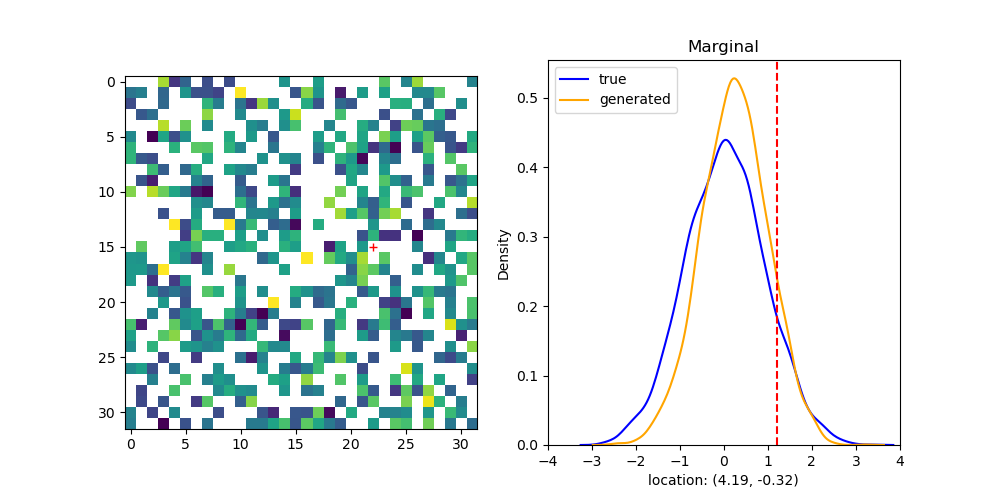 Marginal
true
generated
0
5
10
15
20
25
30
0 5 10 15 20 25 30
Density
0.5
0.4
0.3
0.2
0.1
0.0
−4 −3 −2 −1 0 1 2 3 4
location: (4.19, -0.32)